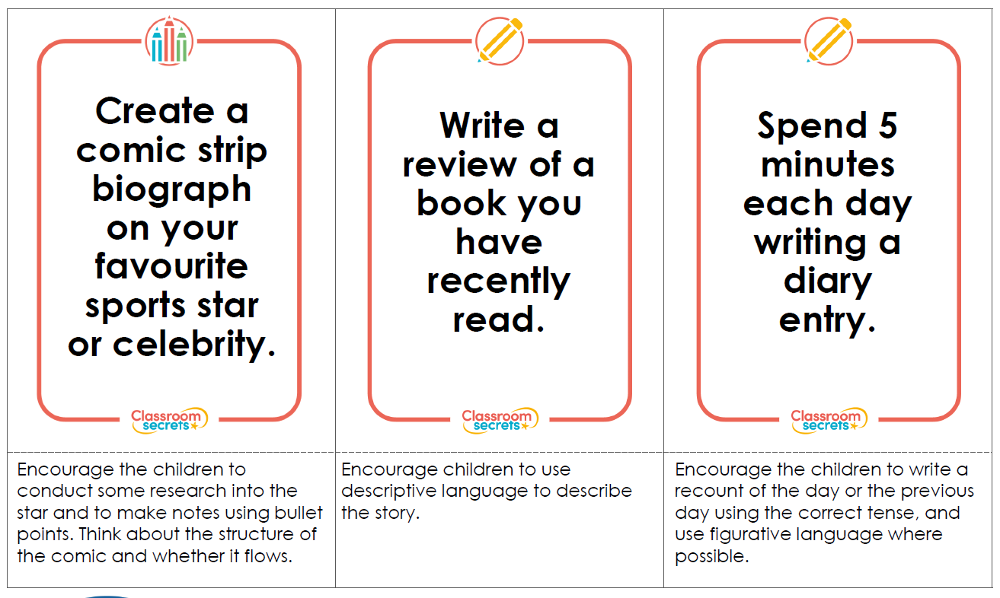 Create a
comic strip
biograph
on your
favourite
sports star
or celebrity.
Classroom
secrets
Encourage the children to
conduct some research into the
star and to make notes using bullet
points. Think about the structure of
the comic and whether it flows.
Write a
review of a
book you
have
recently
read.
Classroom
secrets
Encourage children to use
descriptive language to describe
the story.
Spend 5
minutes
each day
writing a
diary
entry.
Classroom
secrets
Encourage the children to write a
recount of the day or the previous
day using the correct tense, and
use figurative language where
possible.